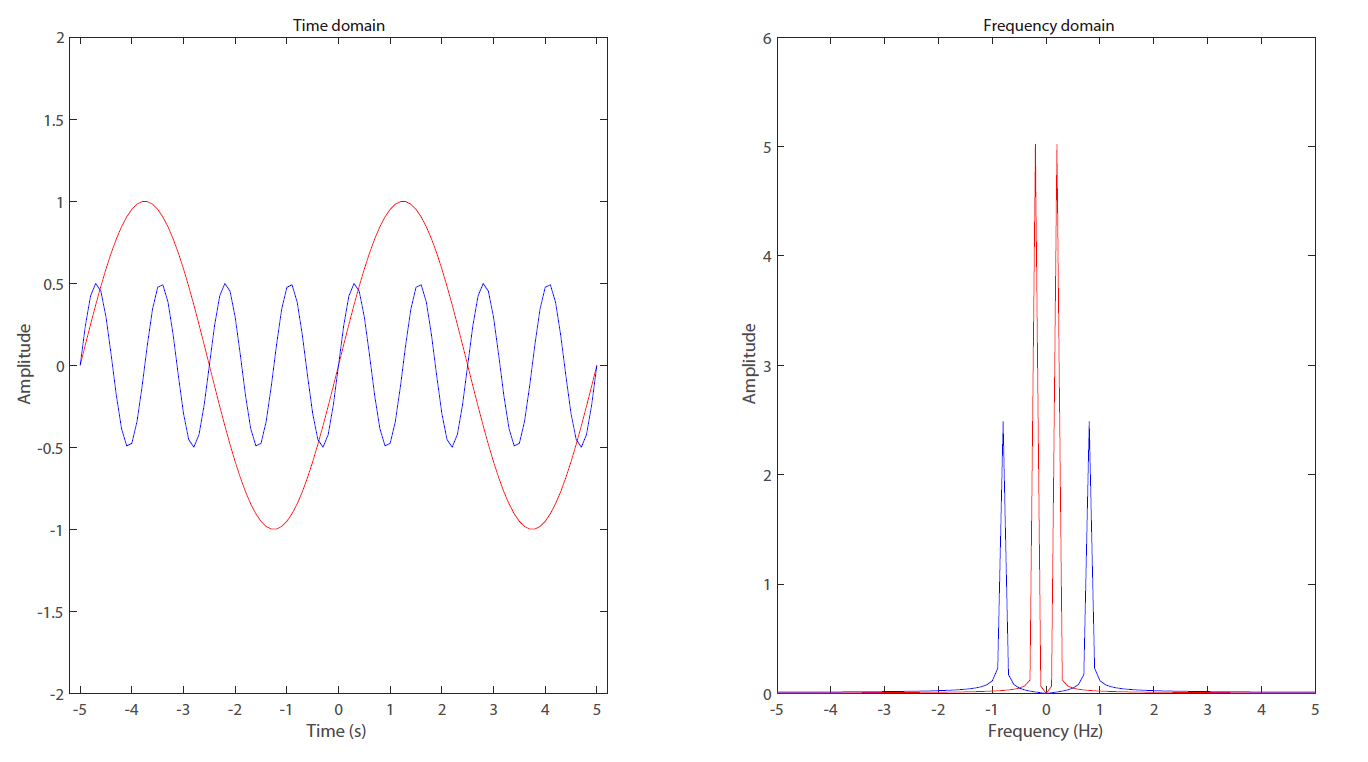 Time domain
2
1.5
1
0.5
0
-0.5
-1
-1.5
-2
Amplitude
-5 -4 -3 -2 -1 0 1 2 3 4 5
Time (s)
Frequency domain
6
5
4
3
2
1
0
Amplitude
-5 -4 -3 -2 -1 0 1 2 3 4 5
Frequency (Hz)